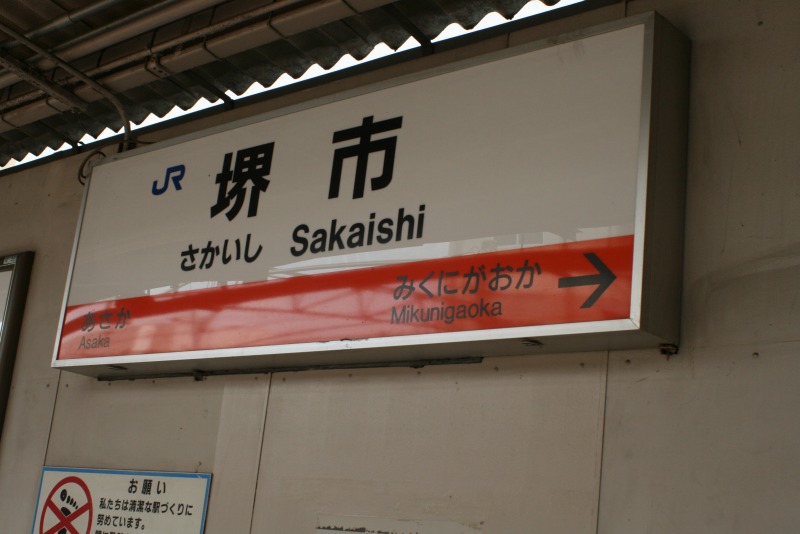 JR 堺市
さかいし Sakaishi
あさか
Asaka
みくにがおか →
Mikunigaoka
お願い
私たちは清潔な駅づくりに
努めています。